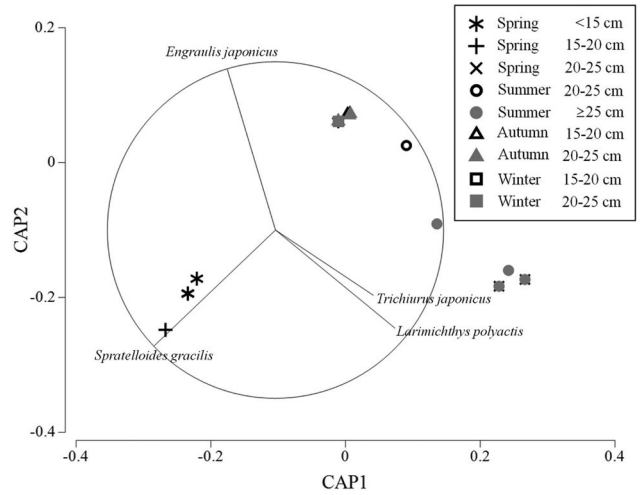 0.2
0
-0.2
-0.4
CAP2
-0.4
-0.2
0
0.2
0.4
CAP1
Engraulis japonicus
Trichiurus japonicus
Larimichthys polyactis
Spratelloides gracilis
Spring <15 cm
Spring 15-20 cm
Spring 20-25 cm
Summer 20-25 cm
Summer ≥25 cm
Autumn 15-20 cm
Autumn 20-25 cm
Winter 15-20 cm
Winter 20-25 cm